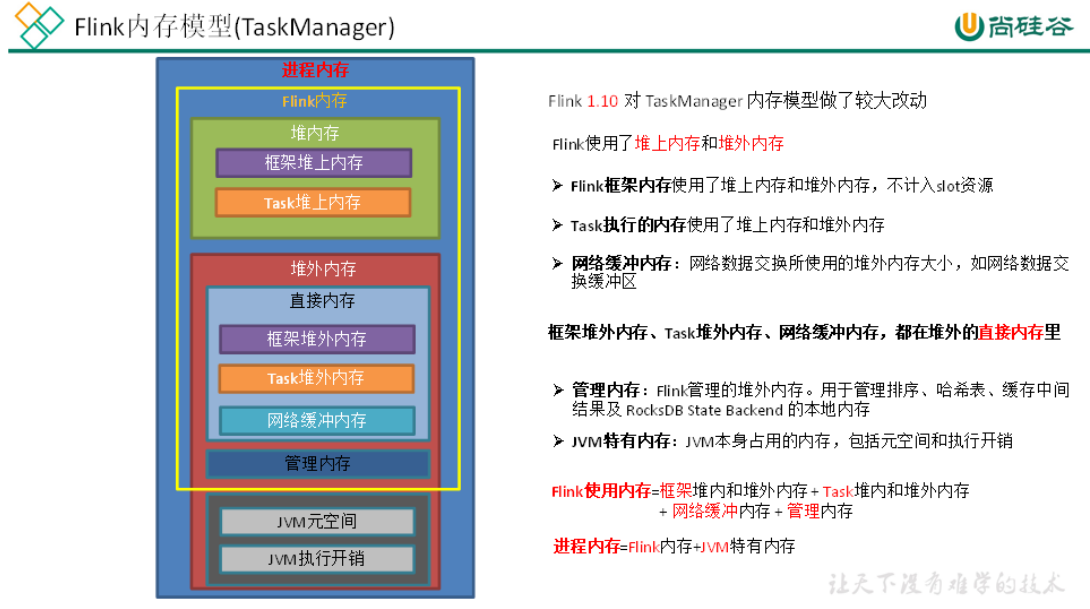 Flink内存模型(TaskManager)
尚硅谷
进程内存
Flink内存
堆内存
框架堆上内存
Task堆上内存
堆外内存
直接内存
框架堆外内存
Task堆外内存
网络缓冲内存
管理内存
JVM元空间
JVM执行开销
Flink 1.10 对 TaskManager 内存模型做了较大改动
Flink使用了堆上内存和堆外内存
➢ Flink框架内存使用了堆上内存和堆外内存，不计入slot资源
➢ Task执行的内存使用了堆上内存和堆外内存
➢ 网络缓冲内存：网络数据交换所使用的堆外内存大小，如网络数据交
换缓冲区
框架堆外内存、Task堆外内存、网络缓冲内存，都在堆外的直接内存里
➢ 管理内存：Flink管理的堆外内存。用于管理排序、哈希表、缓存中间
结果及 RocksDB State Backend 的本地内存
➢ JVM特有内存：JVM本身占用的内存，包括元空间和执行开销
Flink使用内存=框架堆内和堆外内存 + Task堆内和堆外内存
+ 网络缓冲内存 + 管理内存
进程内存=Flink内存+JVM特有内存
让天下没有难学的技术